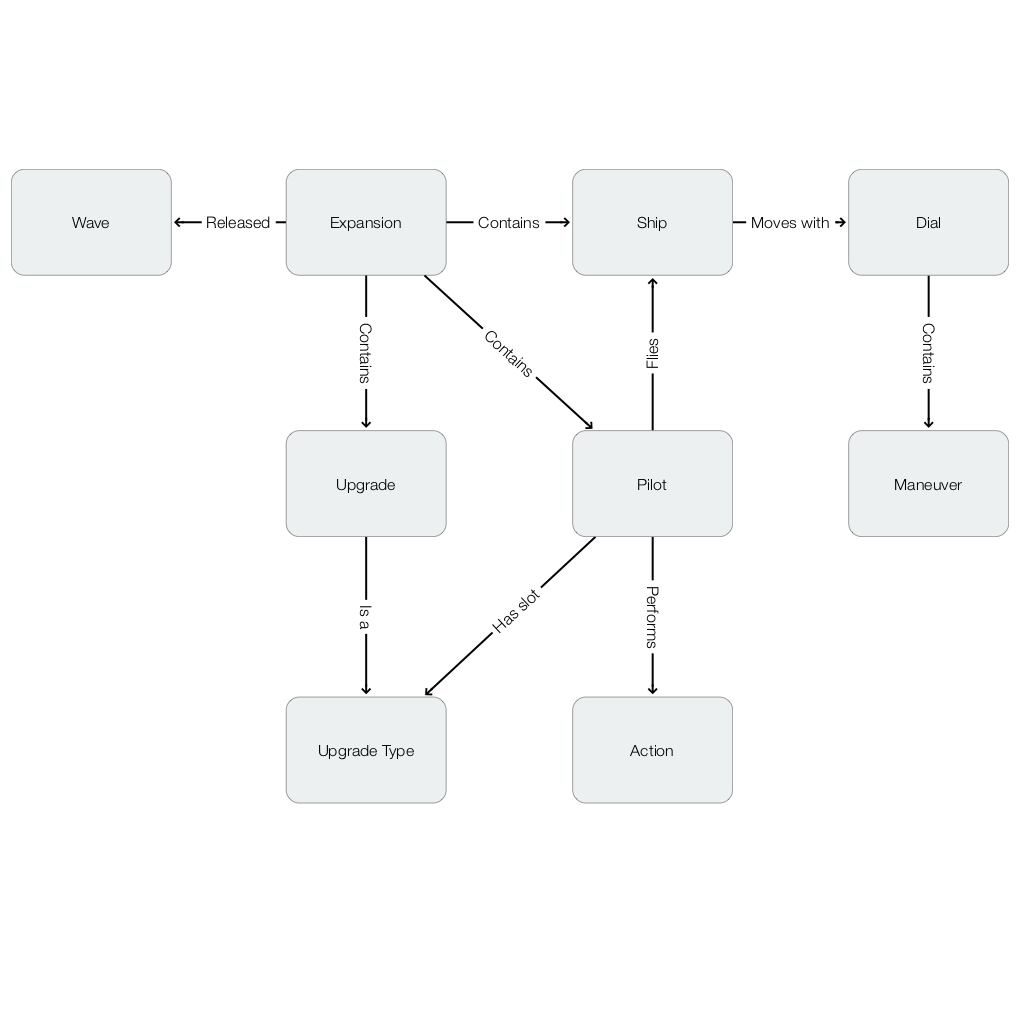 Wave
Released
Expansion
Contains
Ship
Moves with
Dial
Contains
Contains
Flies
Contains
Upgrade
Pilot
Maneuver
Is a
Has slot
Performs
Upgrade Type
Action